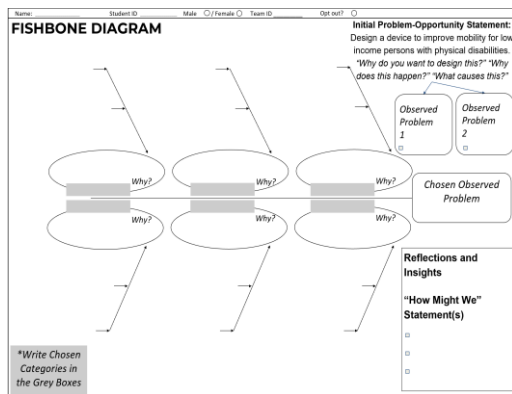 Name: Student ID Male / Female Team ID Opt out?
FISHBONE DIAGRAM
Initial Problem-Opportunity Statement:
Design a device to improve mobility for low
income persons with physical disabilities.
"Why do you want to design this?" "Why
does this happen?" "What causes this?"
Observed
Problem
1
Observed
Problem
2
Why?
Why?
Why?
Chosen Observed
Problem
Why?
Why?
Why?
Reflections and
Insights
"How Might We"
Statement(s)
*Write Chosen
Categories in
the Grey Boxes